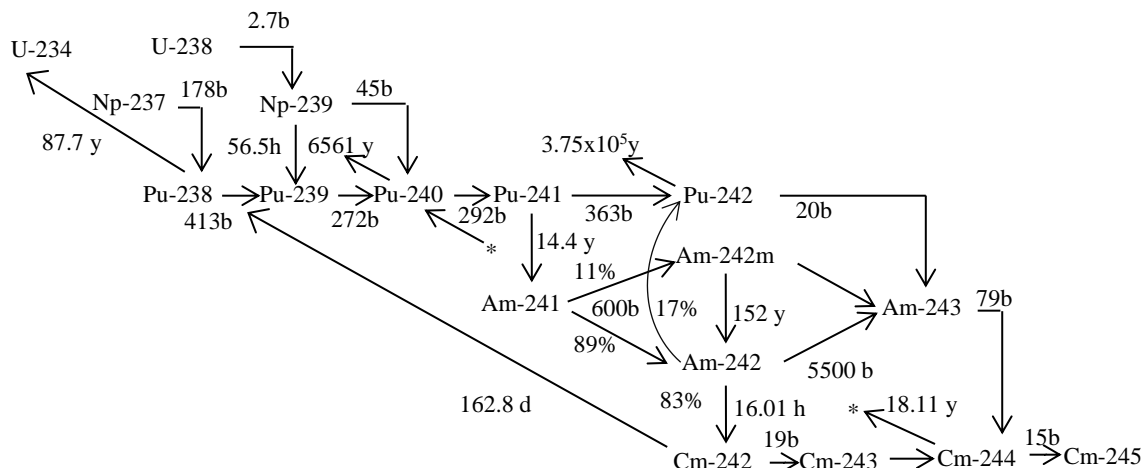 2.7b
U-234 U-238
Np-237 178b Np-239 45b
87.7 y 56.5h 6561 y 3.75x10⁵y
Pu-238 Pu-239 Pu-240 Pu-241 Pu-242
413b 272b 292b 363b 20b
* 14.4 y
11% Am-242m
Am-241 600b 17% 152 y Am-243 79b
89%
Am-242 5500 b
162.8 d 83% 16.01 h * 18.11 y
19b 15b
Cm-242 Cm-243 Cm-244 Cm-245